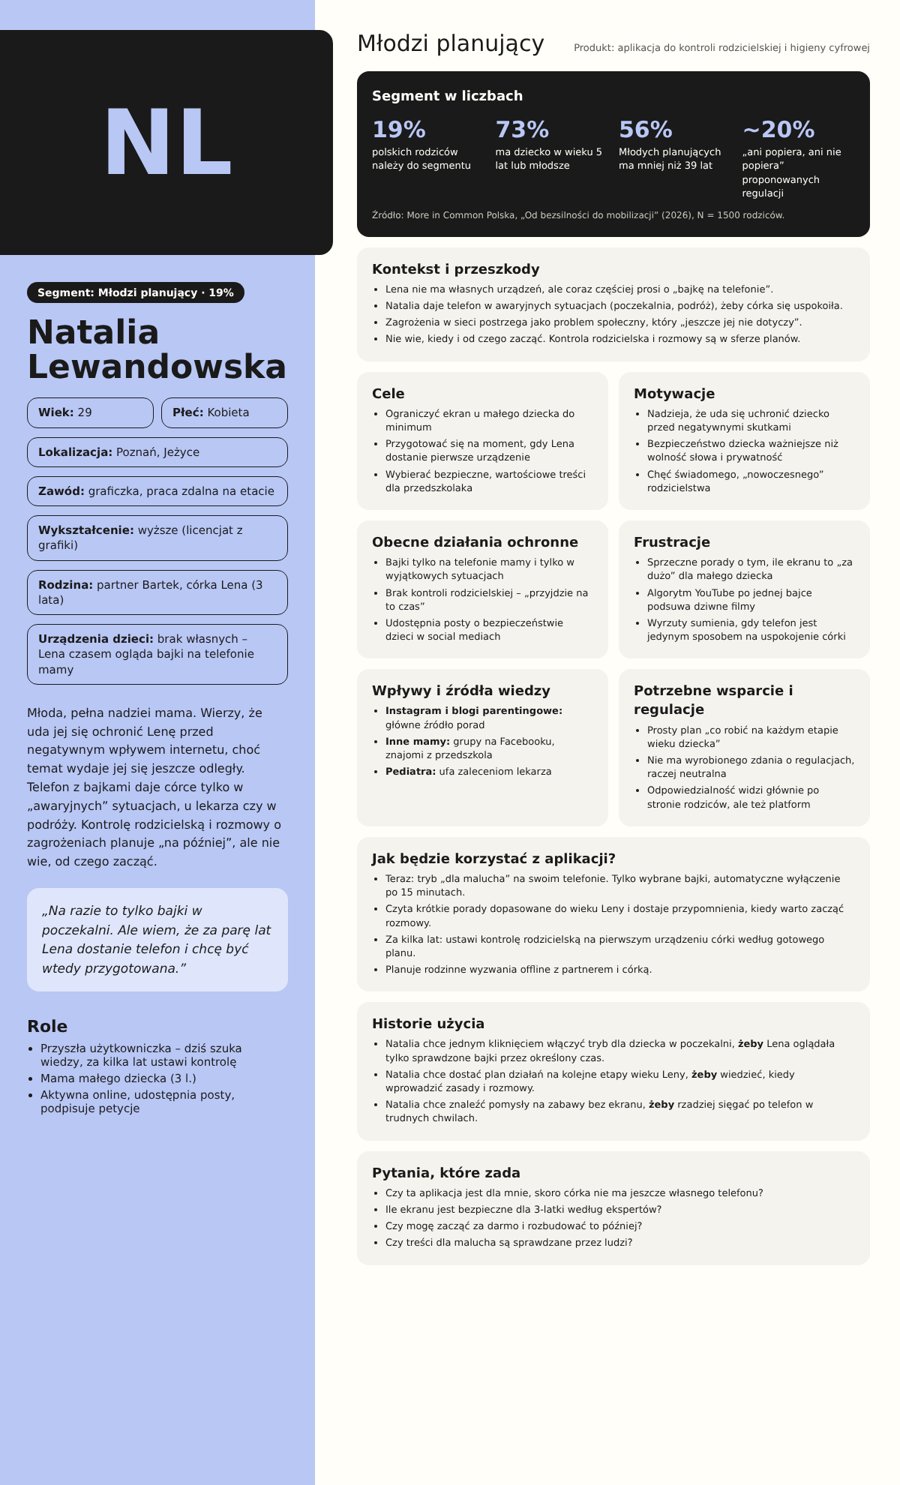 NL
Segment: Młodzi planujący · 19%
Natalia
Lewandowska
Wiek: 29
Płeć: Kobieta
Lokalizacja: Poznań, Jeżyce
Zawód: graficzka, praca zdalna na etacie
Wykształcenie: wyższe (licencjat z
grafiki)
Rodzina: partner Bartek, córka Lena (3
lata)
Urządzenia dzieci: brak własnych –
Lena czasem ogląda bajki na telefonie
mamy
Młoda, pełna nadziei mama. Wierzy, że
uda jej się ochronić Lenę przed
negatywnym wpływem internetu, choć
temat wydaje jej się jeszcze odległy.
Telefon z bajkami daje córce tylko w
„awaryjnych” sytuacjach, u lekarza czy w
podróży. Kontrolę rodzicielską i rozmowy o
zagrożeniach planuje „na później”, ale nie
wie, od czego zacząć.
„Na razie to tylko bajki w
poczekalni. Ale wiem, że za parę lat
Lena dostanie telefon i chcę być
wtedy przygotowana.”
Role
• Przyszła użytkowniczka – dziś szuka
wiedzy, za kilka lat ustawi kontrolę
• Mama małego dziecka (3 l.)
• Aktywna online, udostępnia posty,
podpisuje petycje
Młodzi planujący
Produkt: aplikacja do kontroli rodzicielskiej i higieny cyfrowej
Segment w liczbach
19%
polskich rodziców
należy do segmentu
73%
ma dziecko w wieku 5
lat lub młodsze
56%
Młodych planujących
ma mniej niż 39 lat
~20%
„ani popiera, ani nie
popiera”
proponowanych
regulacji
Źródło: More in Common Polska, „Od bezsilności do mobilizacji” (2026), N = 1500 rodziców.
Kontekst i przeszkody
• Lena nie ma własnych urządzeń, ale coraz częściej prosi o „bajkę na telefonie”.
• Natalia daje telefon w awaryjnych sytuacjach (poczekalnia, podróż), żeby córka się uspokoiła.
• Zagrożenia w sieci postrzega jako problem społeczny, który „jeszcze jej nie dotyczy”.
• Nie wie, kiedy i od czego zacząć. Kontrola rodzicielska i rozmowy są w sferze planów.
Cele
• Ograniczyć ekran u małego dziecka do
minimum
• Przygotować się na moment, gdy Lena
dostanie pierwsze urządzenie
• Wybierać bezpieczne, wartościowe treści
dla przedszkolaka
Motywacje
• Nadzieja, że uda się uchronić dziecko
przed negatywnymi skutkami
• Bezpieczeństwo dziecka ważniejsze niż
wolność słowa i prywatność
• Chęć świadomego, „nowoczesnego”
rodzicielstwa
Obecne działania ochronne
• Bajki tylko na telefonie mamy i tylko w
wyjątkowych sytuacjach
• Brak kontroli rodzicielskiej – „przyjdzie na
to czas”
• Udostępnia posty o bezpieczeństwie
dzieci w social mediach
Frustracje
• Sprzeczne porady o tym, ile ekranu to „za
dużo” dla małego dziecka
• Algorytm YouTube po jednej bajce
podsuwa dziwne filmy
• Wyrzuty sumienia, gdy telefon jest
jedynym sposobem na uspokojenie córki
Wpływy i źródła wiedzy
• Instagram i blogi parentingowe:
główne źródło porad
• Inne mamy: grupy na Facebooku,
znajomi z przedszkola
• Pediatra: ufa zaleceniom lekarza
Potrzebne wsparcie i
regulacje
• Prosty plan „co robić na każdym etapie
wieku dziecka”
• Nie ma wyrobionego zdania o regulacjach,
raczej neutralna
• Odpowiedzialność widzi głównie po
stronie rodziców, ale też platform
Jak będzie korzystać z aplikacji?
• Teraz: tryb „dla malucha” na swoim telefonie. Tylko wybrane bajki, automatyczne wyłączenie
po 15 minutach.
• Czyta krótkie porady dopasowane do wieku Leny i dostaje przypomnienia, kiedy warto zacząć
rozmowy.
• Za kilka lat: ustawi kontrolę rodzicielską na pierwszym urządzeniu córki według gotowego
planu.
• Planuje rodzinne wyzwania offline z partnerem i córką.
Historie użycia
• Natalia chce jednym kliknięciem włączyć tryb dla dziecka w poczekalni, żeby Lena oglądała
tylko sprawdzone bajki przez określony czas.
• Natalia chce dostać plan działań na kolejne etapy wieku Leny, żeby wiedzieć, kiedy
wprowadzić zasady i rozmowy.
• Natalia chce znaleźć pomysły na zabawy bez ekranu, żeby rzadziej sięgać po telefon w
trudnych chwilach.
Pytania, które zada
• Czy ta aplikacja jest dla mnie, skoro córka nie ma jeszcze własnego telefonu?
• Ile ekranu jest bezpieczne dla 3-latki według ekspertów?
• Czy mogę zacząć za darmo i rozbudować to później?
• Czy treści dla malucha są sprawdzane przez ludzi?